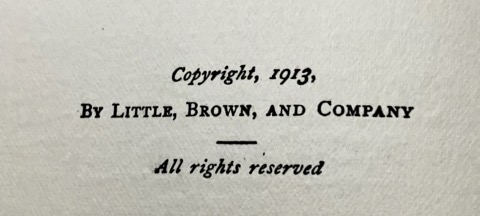 Copyright, 1913,
By Little, Brown, and Company
All rights reserved